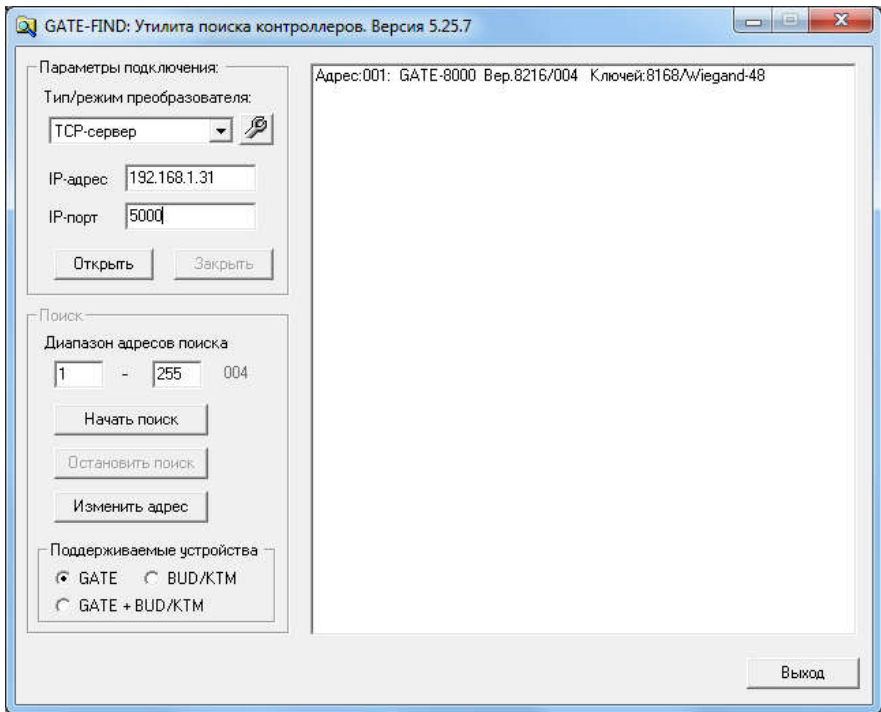 GATE-FIND: Утилита поиска контроллеров. Версия 5.25.7
Параметры подключения:
Тип/режим преобразователя:
TCP-сервер
IP-адрес 192.168.1.31
IP-порт 5000
Открыть Закрыть
Поиск
Диапазон адресов поиска
1 - 255 004
Начать поиск
Остановить поиск
Изменить адрес
Поддерживаемые устройства
GATE BUD/KTM
GATE + BUD/KTM
Адрес:001: GATE-8000 Вер.8216/004 Ключей:8168/Wiegand-48
Выход